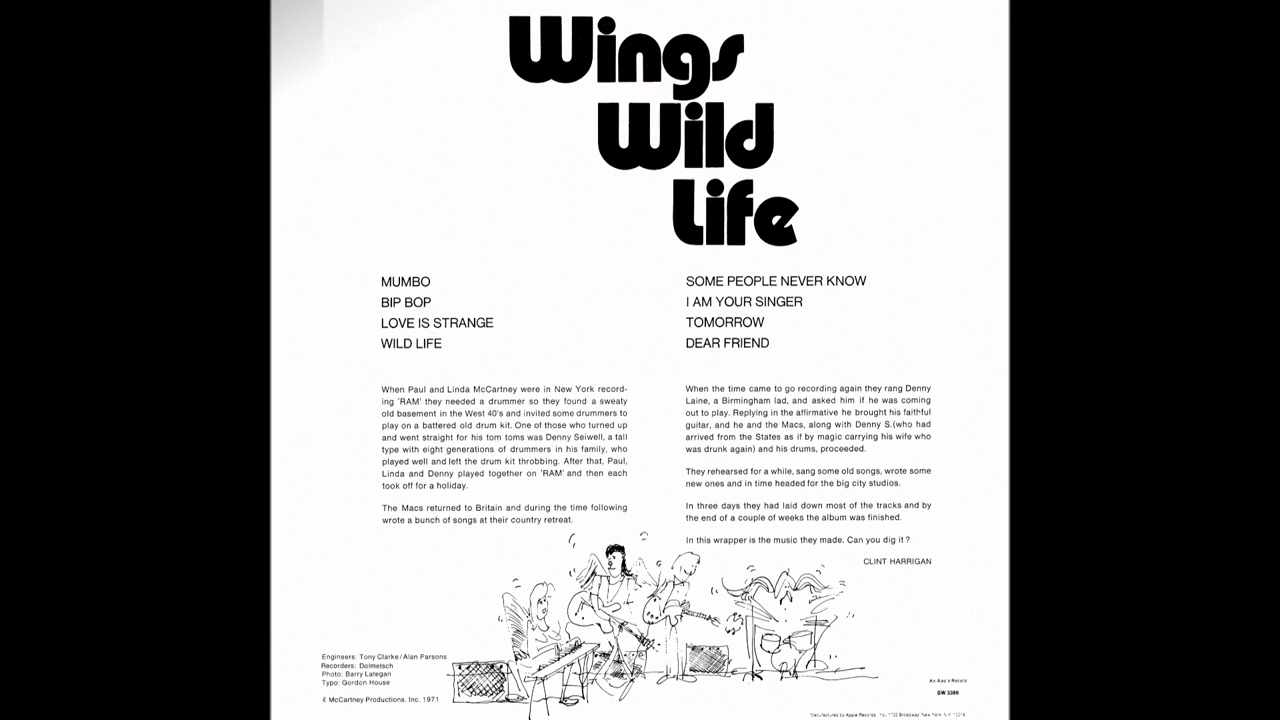 Wings
Wild
Life
MUMBO
BIP BOP
LOVE IS STRANGE
WILD LIFE
SOME PEOPLE NEVER KNOW
I AM YOUR SINGER
TOMORROW
DEAR FRIEND
When Paul and Linda McCartney were in New York record-
ing 'RAM' they needed a drummer so they found a sweaty
old basement in the West 40's and invited some drummers to
play on a battered old drum kit. One of those who turned up
and went straight for his tom toms was Denny Seiwell, a tall
type with eight generations of drummers in his family, who
played well and left the drum kit throbbing. After that, Paul,
Linda and Denny played together on 'RAM' and then each
took off for a holiday.
The Macs returned to Britain and during the time following
wrote a bunch of songs at their country retreat.
When the time came to go recording again they rang Denny
Laine, a Birmingham lad, and asked him if he was coming
out to play. Replying in the affirmative he brought his faithful
guitar, and he and the Macs, along with Denny S.(who had
arrived from the States as if by magic carrying his wife who
was drunk again) and his drums, proceeded.
They rehearsed for a while, sang some old songs, wrote some
new ones and in time headed for the big city studios.
In three days they had laid down most of the tracks and by
the end of a couple of weeks the album was finished.
In this wrapper is the music they made. Can you dig it?
CLINT HARRIGAN
Engineers: Tony Clarke/Alan Parsons
Recorders: Dolmetsch
Photo: Barry Lategan
Typo: Gordon House
McCartney Productions, Inc. 1971
An Record
SW 3386
Manufactured by Apple Records Broadway New York